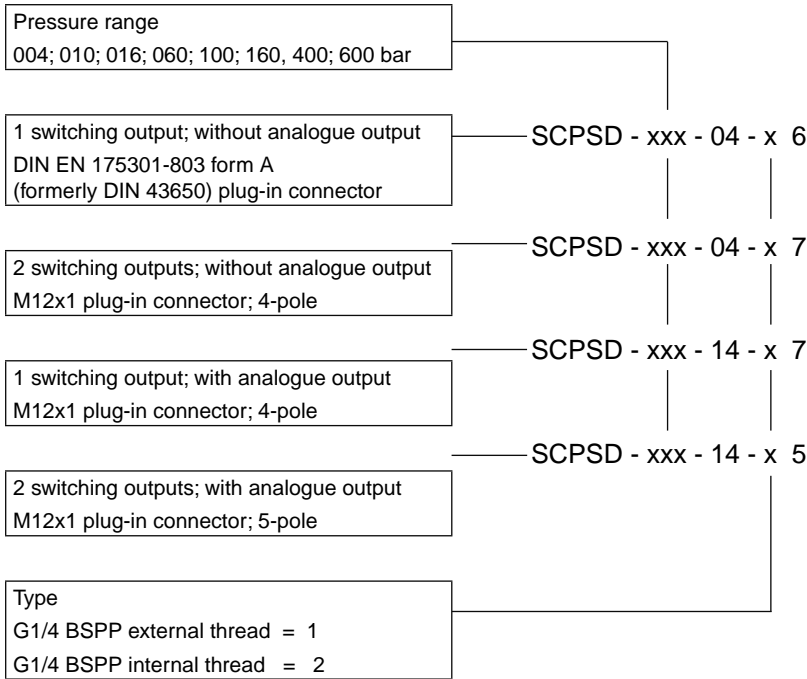 Pressure range
004; 010; 016; 060; 100; 160, 400; 600 bar
1 switching output; without analogue output
DIN EN 175301-803 form A
(formerly DIN 43650) plug-in connector
SCPSD - xxx - 04 - x 6
2 switching outputs; without analogue output
M12x1 plug-in connector; 4-pole
SCPSD - xxx - 04 - x 7
1 switching output; with analogue output
M12x1 plug-in connector; 4-pole
SCPSD - xxx - 14 - x 7
2 switching outputs; with analogue output
M12x1 plug-in connector; 5-pole
SCPSD - xxx - 14 - x 5
Type
G1/4 BSPP external thread = 1
G1/4 BSPP internal thread = 2